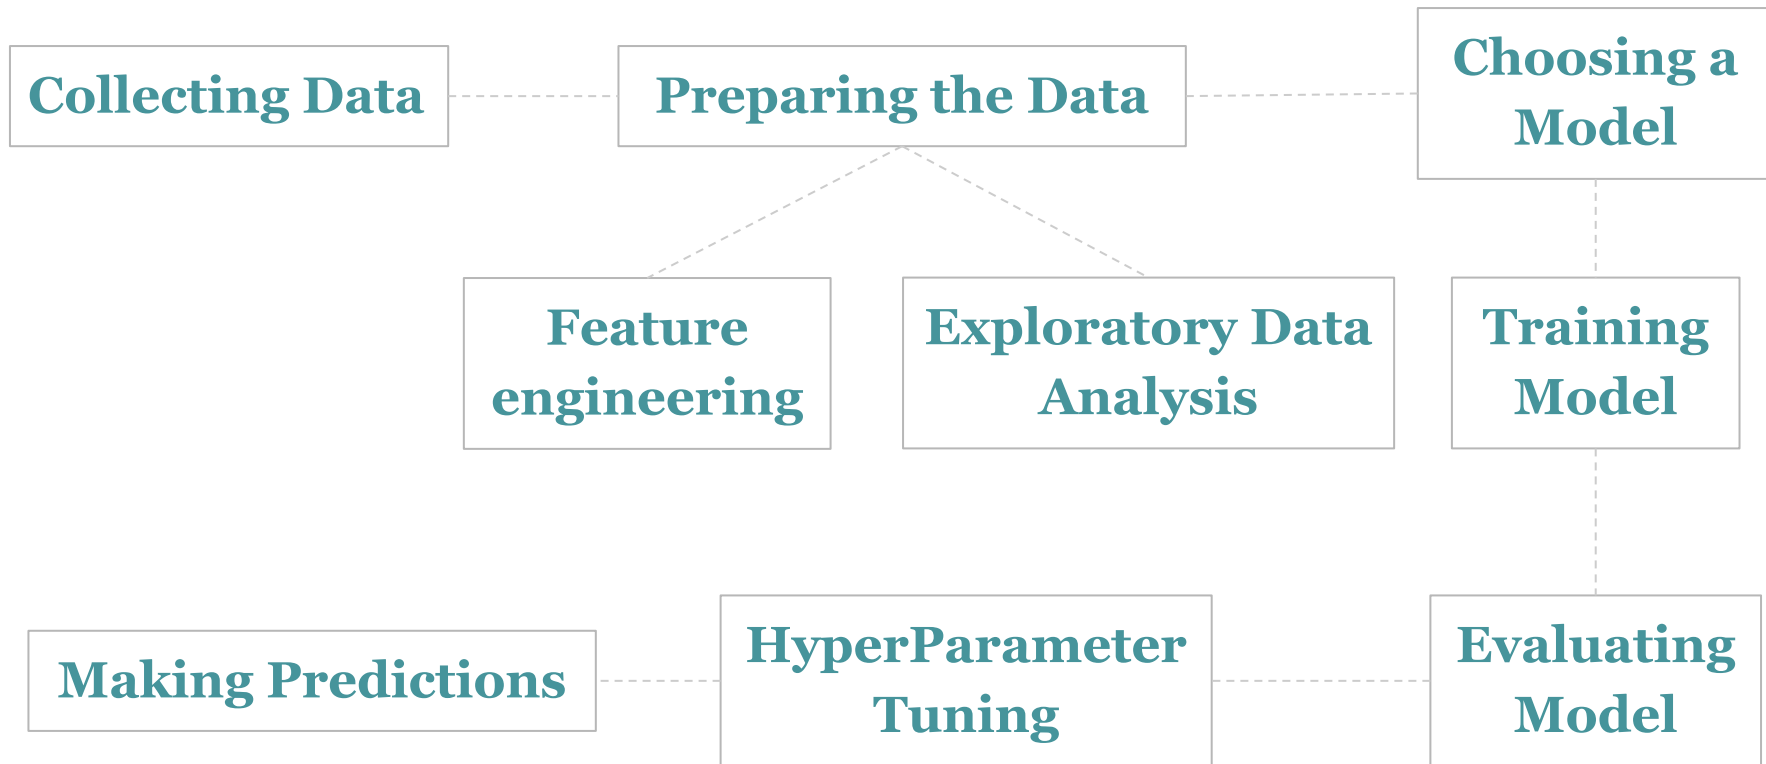 Collecting Data
Preparing the Data
Choosing a
Model
Feature
engineering
Exploratory Data
Analysis
Training
Model
Making Predictions
HyperParameter
Tuning
Evaluating
Model